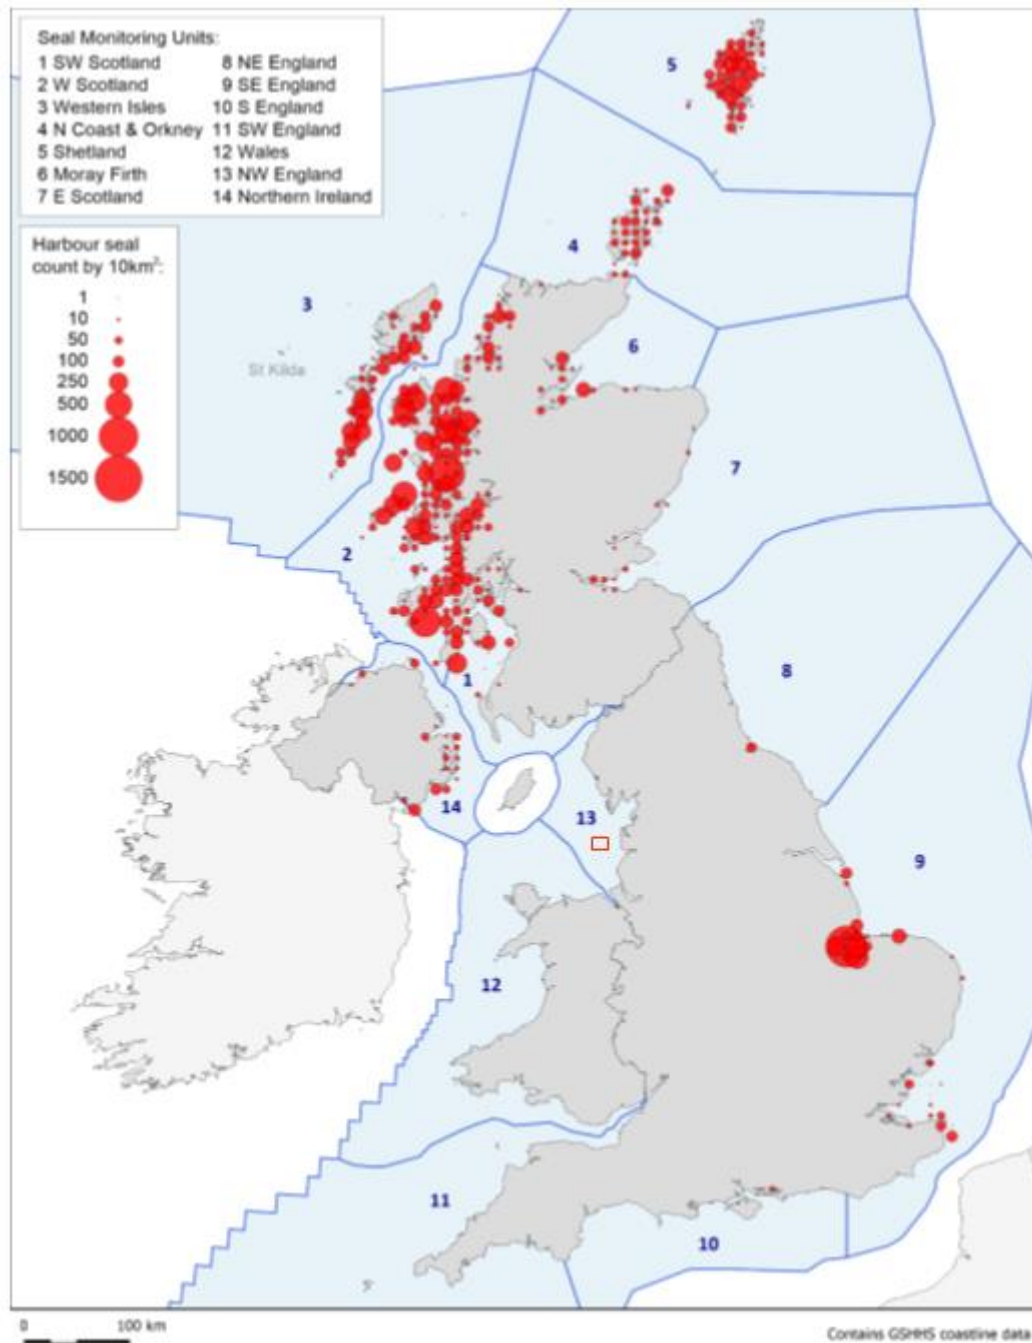 Seal Monitoring Units:
1 SW Scotland 8 NE England
2 W Scotland 9 SE England
3 Western Isles 10 S England
4 N Coast & Orkney 11 SW England
5 Shetland 12 Wales
6 Moray Firth 13 NW England
7 E Scotland 14 Northern Ireland
Harbour seal
count by 10km²:
1
10
50
100
250
500
1000
1500
5
4
3
6
St Kilda
7
2
8
1
14
13
9
12
11
10
0 100 km
Contains GSHHS coastline data